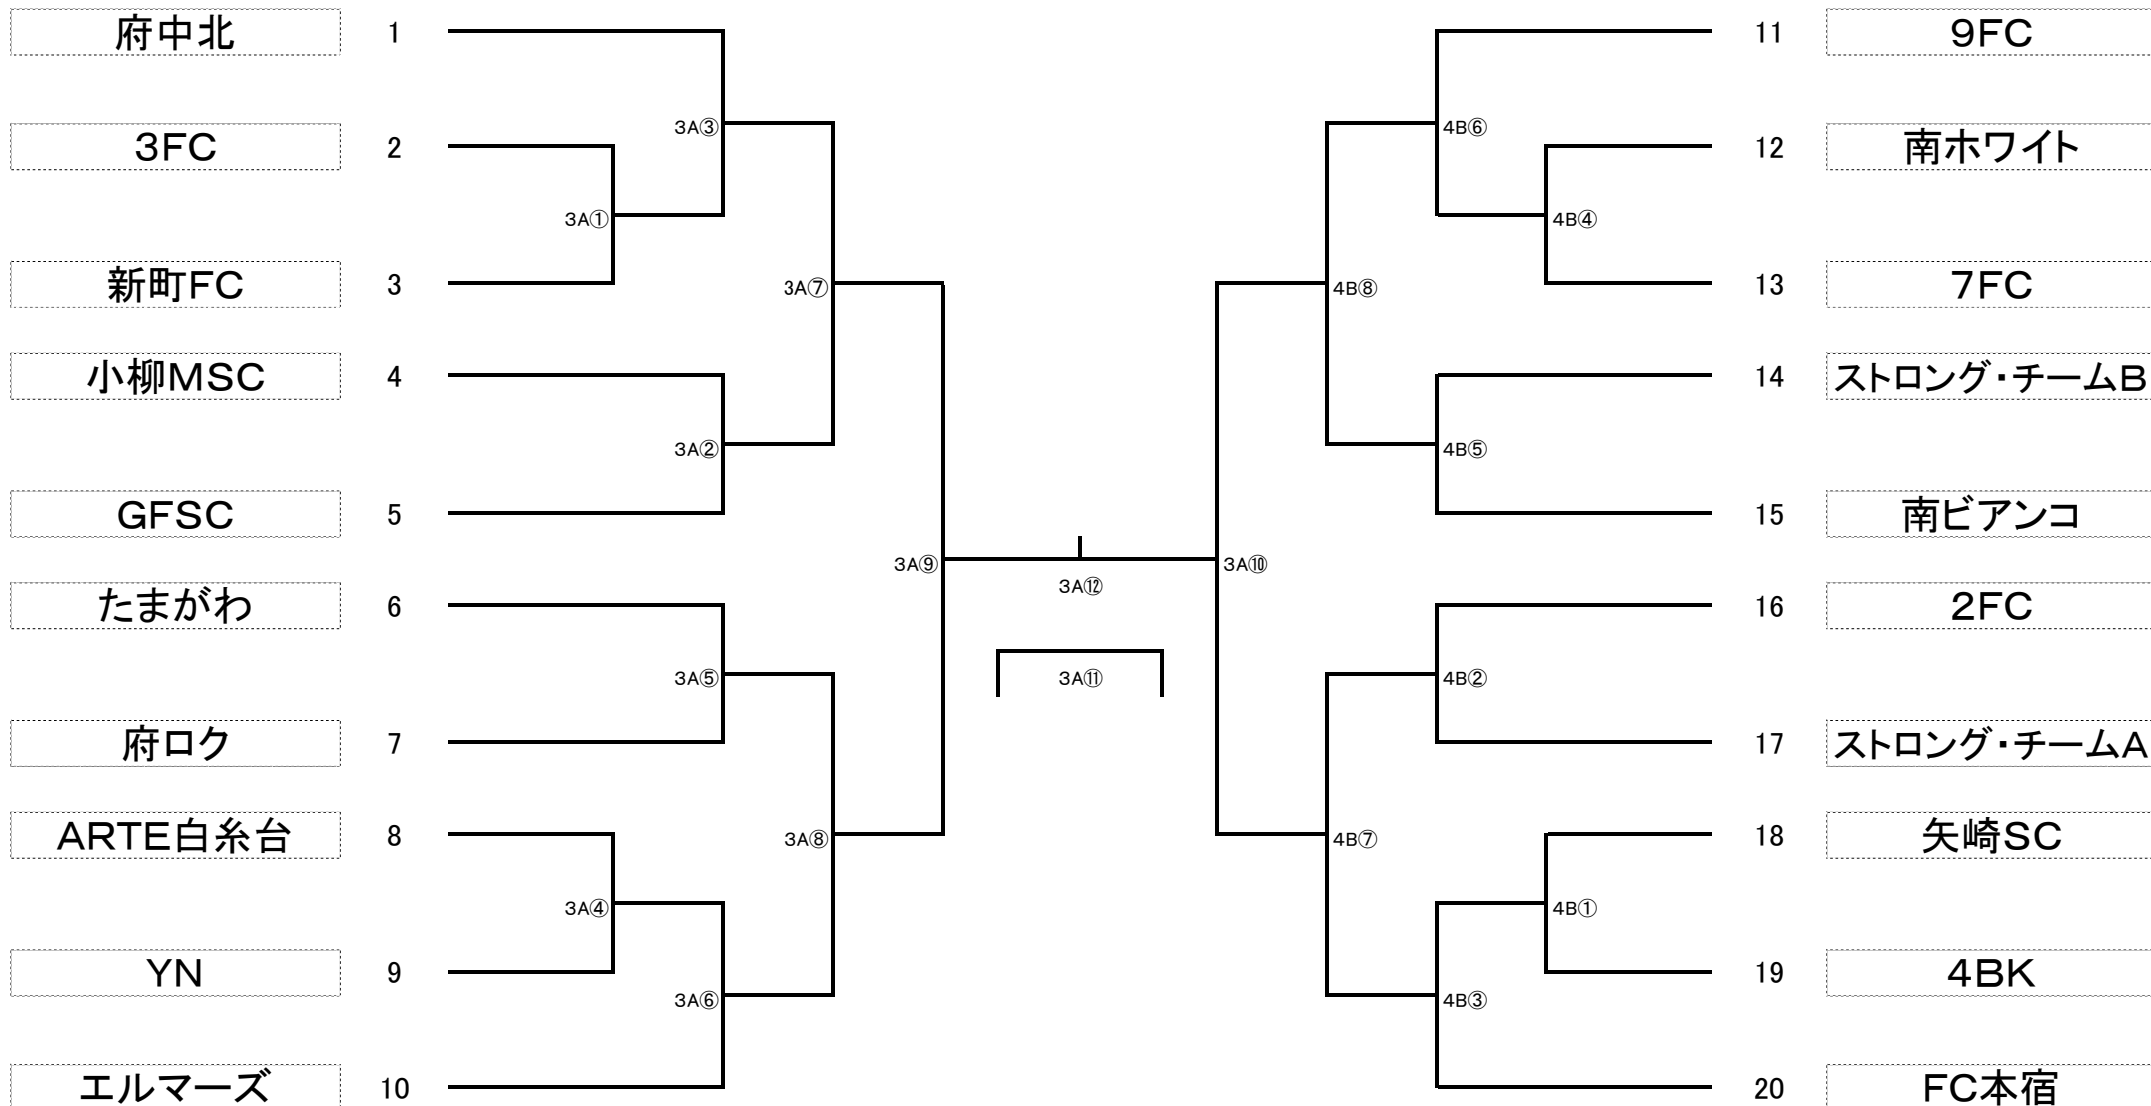 府中北 1
3FC 2
新町FC 3
小柳MSC 4
GFSC 5
たまがわ 6
府ロク 7
ARTE白糸台 8
YN 9
エルマーズ 10
3A③
3A①
3A⑦
3A②
3A⑤
3A⑧
3A④
3A⑥
3A⑨
3A⑫
3A⑪
3A⑩
4B⑥
4B④
4B⑧
4B⑤
4B②
4B⑦
4B①
4B③
11 9FC
12 南ホワイト
13 7FC
14 ストロング・チームB
15 南ビアンコ
16 2FC
17 ストロング・チームA
18 矢崎SC
19 4BK
20 FC本宿